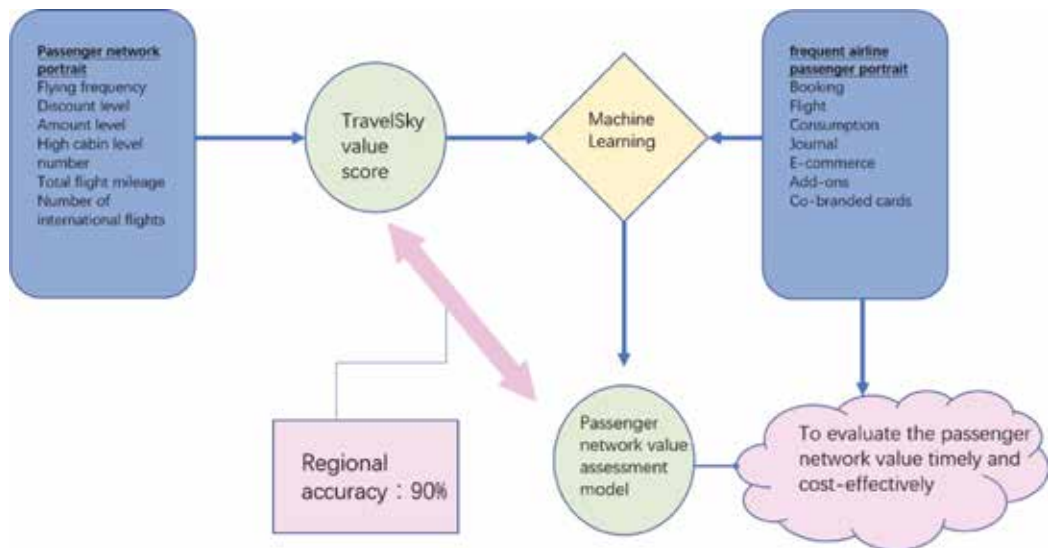 Passenger network
portrait
Flying frequency
Discount level
Amount level
High cabin level
number
Total flight mileage
Number of
international flights
TravelSky
value
score
Machine
Learning
frequent airline
passenger portrait
Booking
Flight
Consumption
Journal
E-commerce
Add-ons
Co-branded cards
Regional
accuracy：90%
Passenger
network value
assessment
model
To evaluate the passenger
network value timely and
cost-effectively